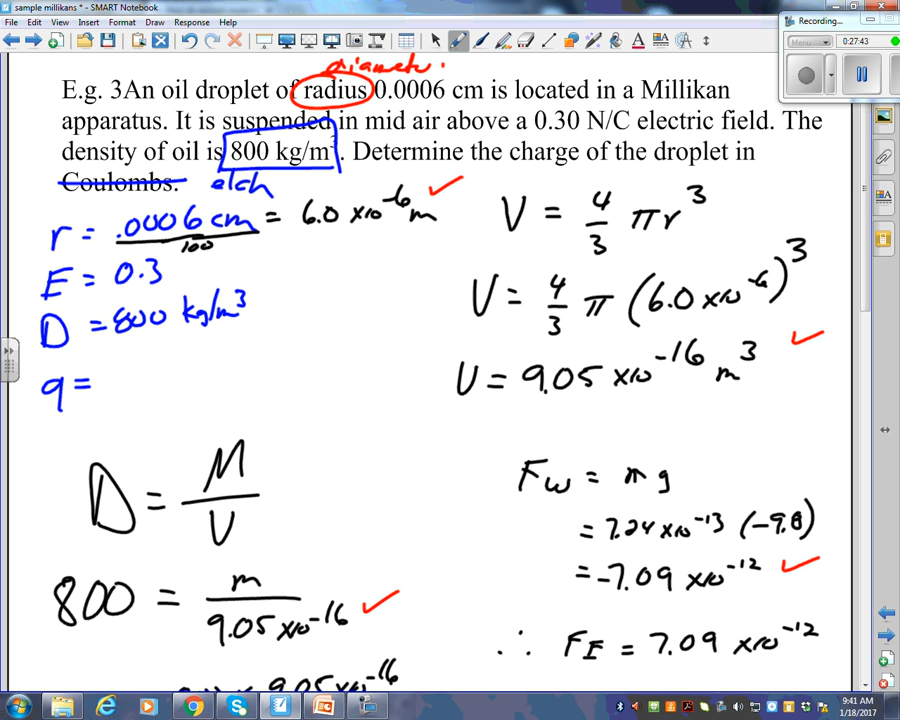 sample millikans * - SMART Notebook
File Edit View Insert Format Draw Response Help
Recording...
Menu
27:43
diameter.
E.g. 3An oil droplet of radius 0.0006 cm is located in a Millikan
apparatus. It is suspended in mid air above a 0.30 N/C electric field. The
density of oil is 800 kg/m³. Determine the charge of the droplet in
Coulombs.
elch
r = .0006 cm / 100 = 6.0 x10⁻⁶ m
E = 0.3
D = 800 kg/m³
q =
V = 4/3 πr³
V = 4/3 π (6.0 x10⁻⁶)³
V = 9.05 x10⁻¹⁶ m³
D = M/V
800 = m / 9.05 x10⁻¹⁶
9.05 x10⁻¹⁶
Fw = mg
= 7.24 x10⁻¹³ (-9.8)
= -7.09 x10⁻¹²
∴ FE = 7.09 x10⁻¹²
9:41 AM
1/18/2017